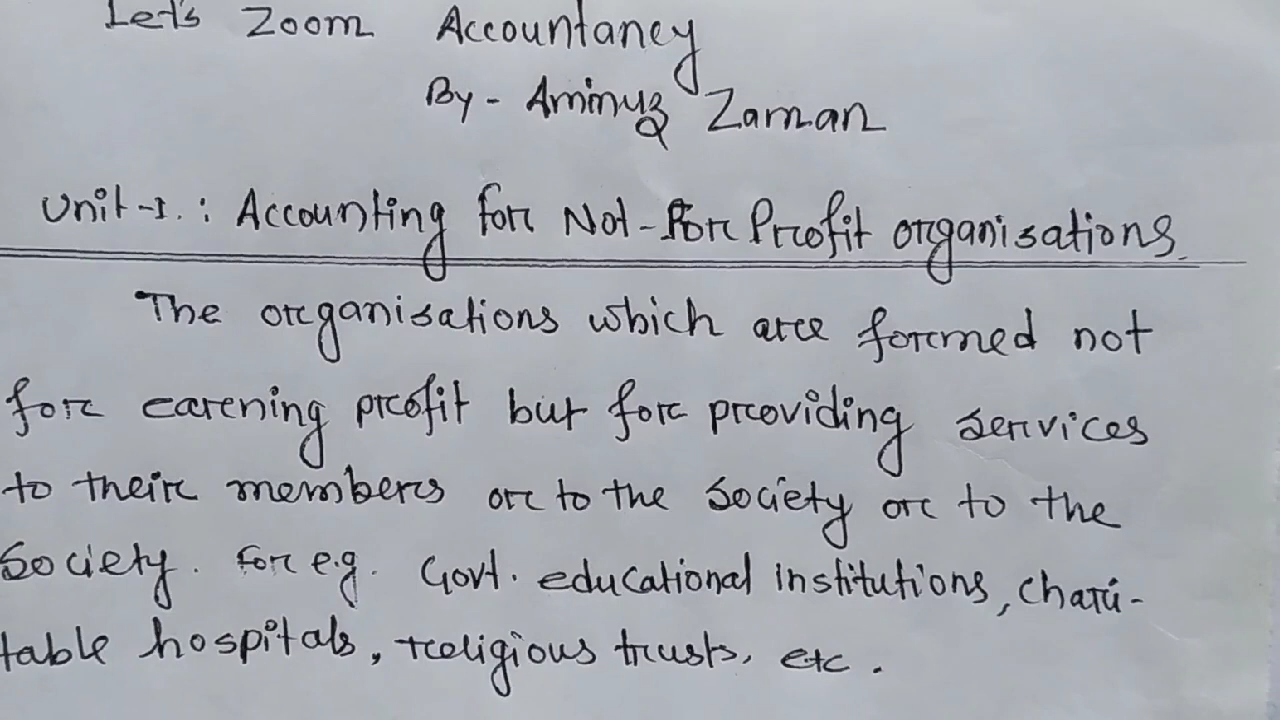 Let's Zoom Accountancy
By - Aminuz Zaman
Unit-I. : Accounting for Not-For Profit organisations.
The organisations which are formed not
for earning profit but for providing services
to their members or to the society or to the
society. For e.g. Govt. educational institutions, chari-
table hospitals, religious trusts, etc.